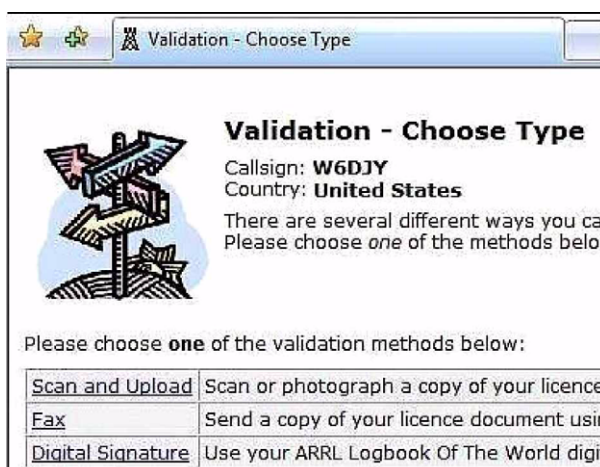 Validation - Choose Type
Validation - Choose Type
Callsign: W6DJY
Country: United States
There are several different ways you ca
Please choose one of the methods belo
Please choose one of the validation methods below:
Scan and Upload Scan or photograph a copy of your licence
Fax Send a copy of your licence document usi
Digital Signature Use your ARRL Logbook Of The World digi